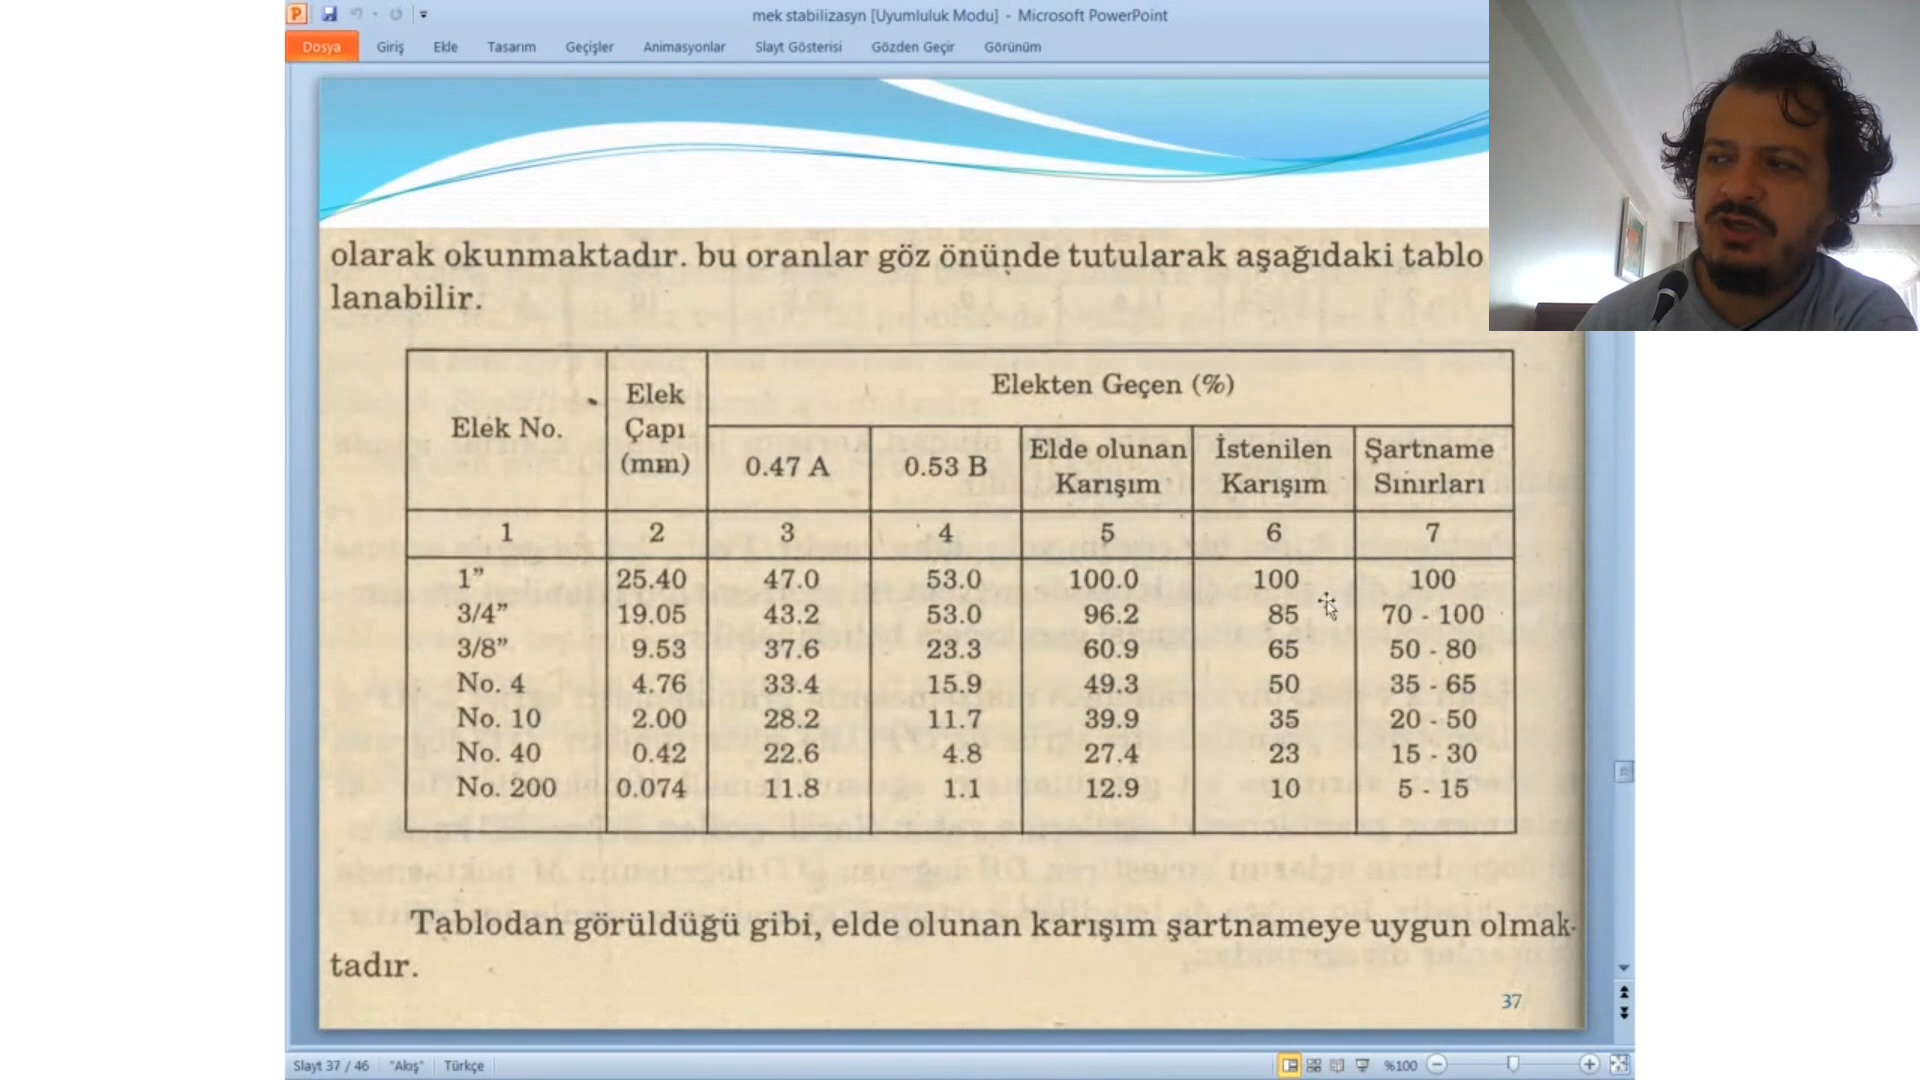 mek stabilizasyn [Uyumluluk Modu] - Microsoft PowerPoint
Dosya Giriş Ekle Tasarım Geçişler Animasyonlar Slayt Gösterisi Gözden Geçir Görünüm
olarak okunmaktadır. bu oranlar göz önünde tutularak aşağıdaki tablo
lanabilir.
Elek No. Elek Çapı (mm) Elekten Geçen (%)
0.47 A 0.53 B Elde olunan Karışım İstenilen Karışım Şartname Sınırları
1 2 3 4 5 6 7
1” 25.40 47.0 53.0 100.0 100 100
3/4” 19.05 43.2 53.0 96.2 85 70 - 100
3/8” 9.53 37.6 23.3 60.9 65 50 - 80
No. 4 4.76 33.4 15.9 49.3 50 35 - 65
No. 10 2.00 28.2 11.7 39.9 35 20 - 50
No. 40 0.42 22.6 4.8 27.4 23 15 - 30
No. 200 0.074 11.8 1.1 12.9 10 5 - 15
Tablodan görüldüğü gibi, elde olunan karışım şartnameye uygun olmak-
tadır.
37
Slayt 37 / 46 "Akış" Türkçe %100